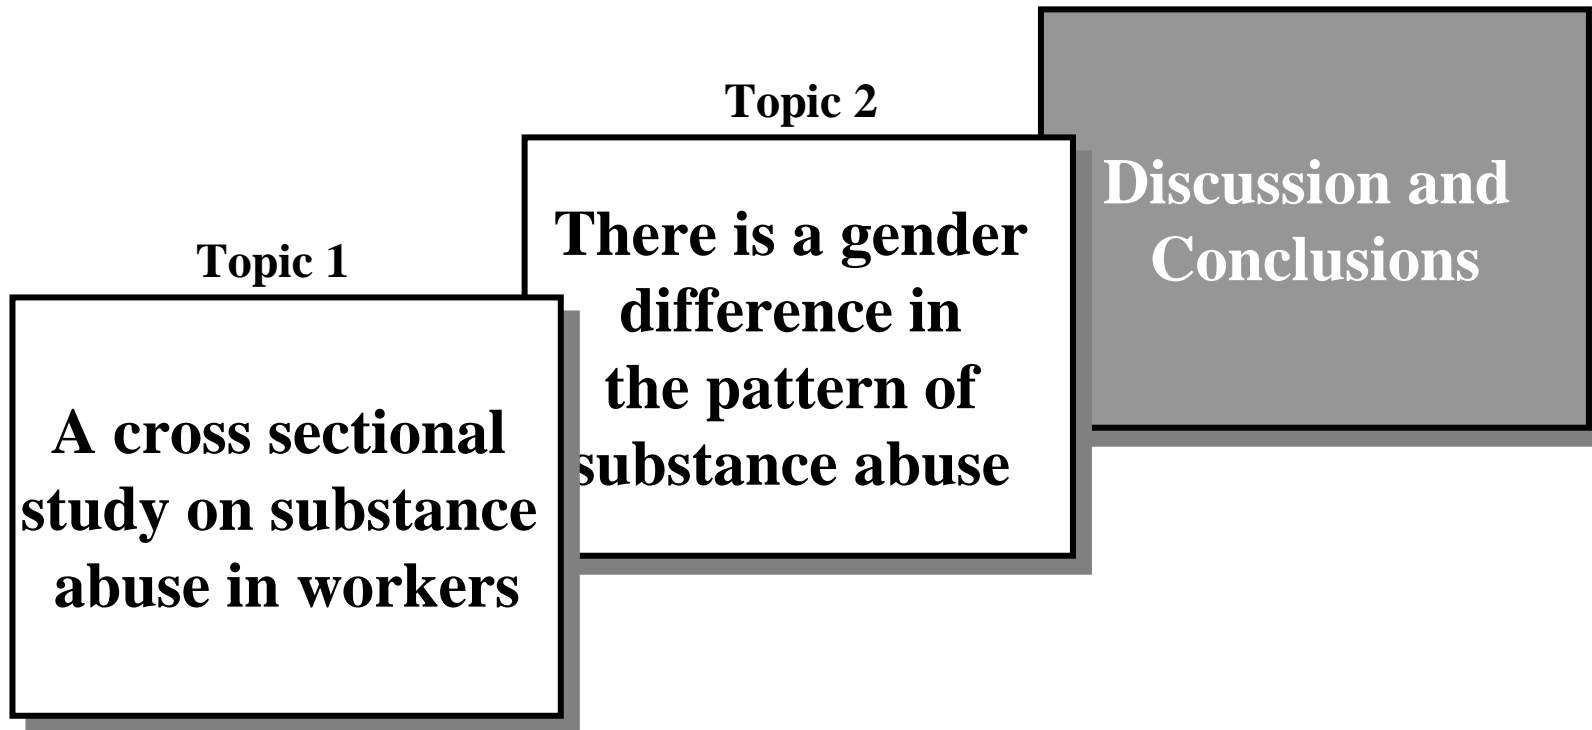 Topic 1
A cross sectional
study on substance
abuse in workers
Topic 2
There is a gender
difference in
the pattern of
substance abuse
Discussion and
Conclusions